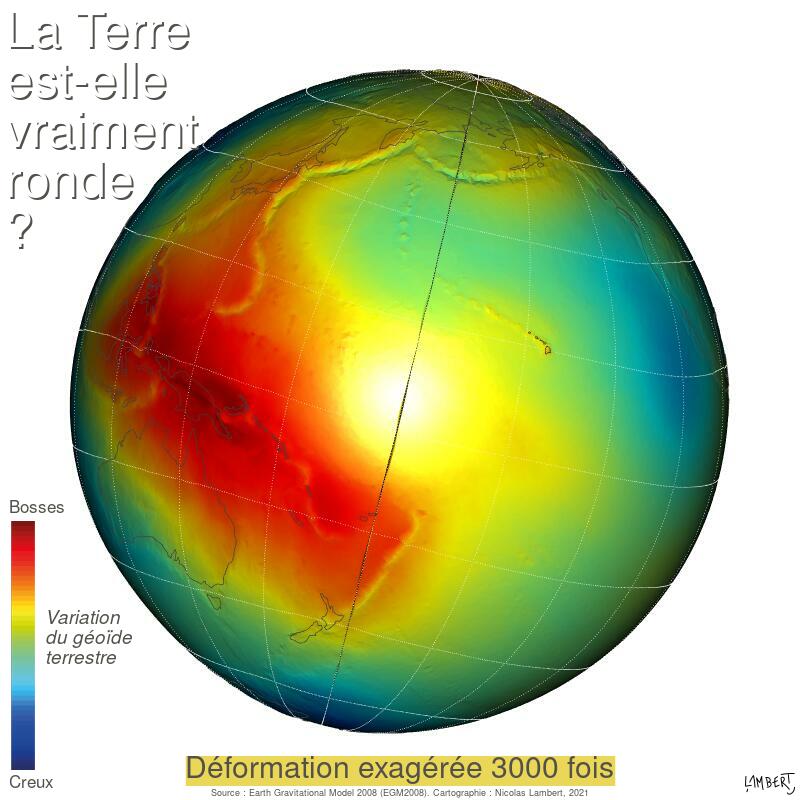 La Terre
est-elle
vraiment
ronde
?
Bosses
Variation
du géoïde
terrestre
Creux
Déformation exagérée 3000 fois
Source : Earth Gravitational Model 2008 (EGM2008). Cartographie : Nicolas Lambert, 2021
LAMBERT